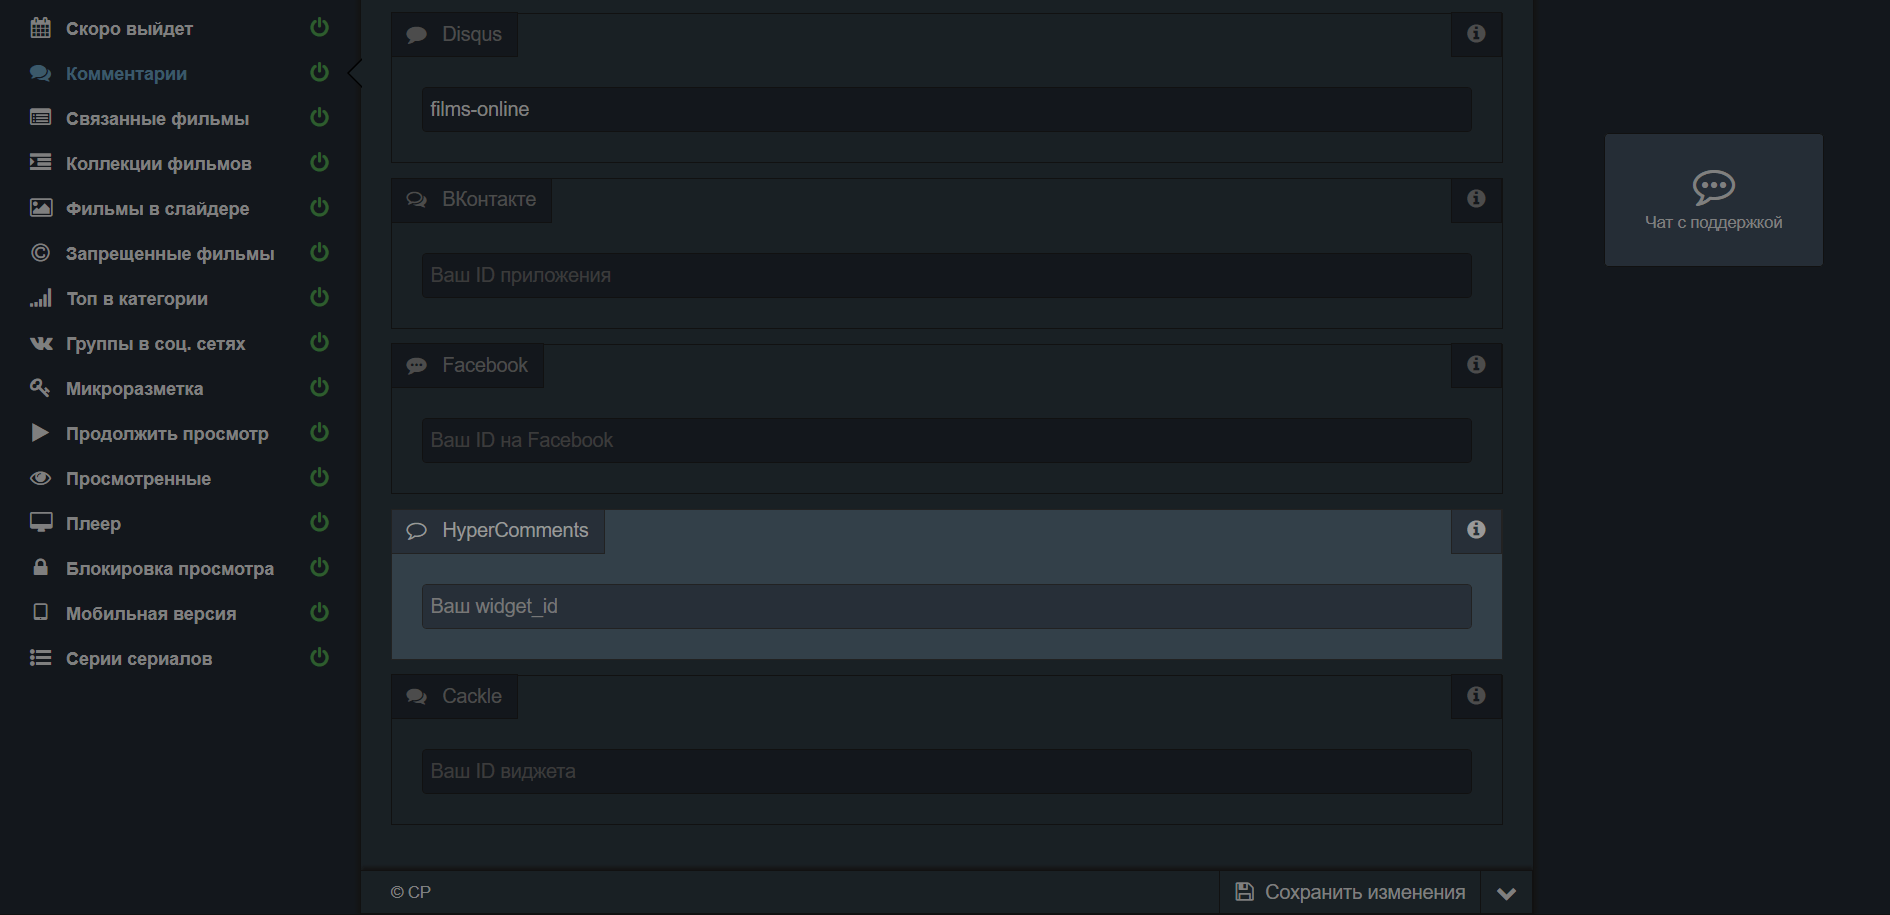 Скоро выйдет
Комментарии
Связанные фильмы
Коллекции фильмов
Фильмы в слайдере
Запрещенные фильмы
Топ в категории
Группы в соц. сетях
Микроразметка
Продолжить просмотр
Просмотренные
Плеер
Блокировка просмотра
Мобильная версия
Серии сериалов
Disqus
films-online
ВКонтакте
Ваш ID приложения
Facebook
Ваш ID на Facebook
HyperComments
Ваш widget_id
Cackle
Ваш ID виджета
© CP
Сохранить изменения
Чат с поддержкой